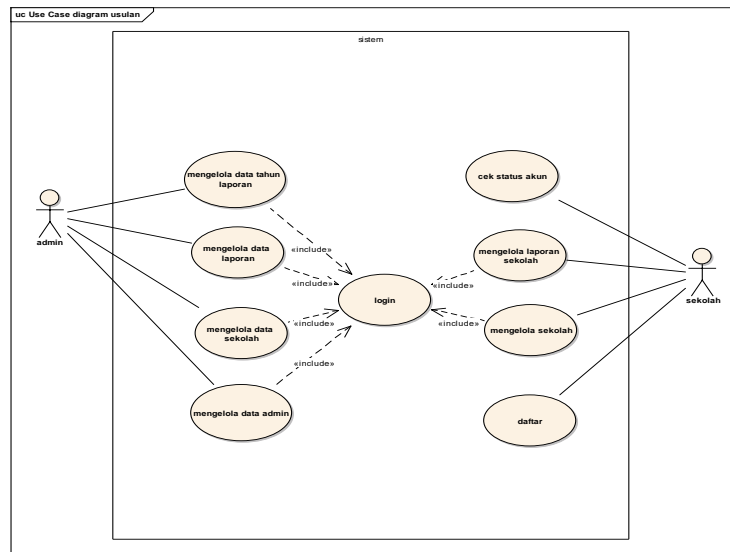 uc Use Case diagram usulan
sistem
admin
mengelola data tahun
laporan
mengelola data
laporan
mengelola data
sekolah
mengelola data admin
«include»
«include»
«include»
«include»
login
«include»
«include»
cek status akun
mengelola laporan
sekolah
mengelola sekolah
daftar
sekolah